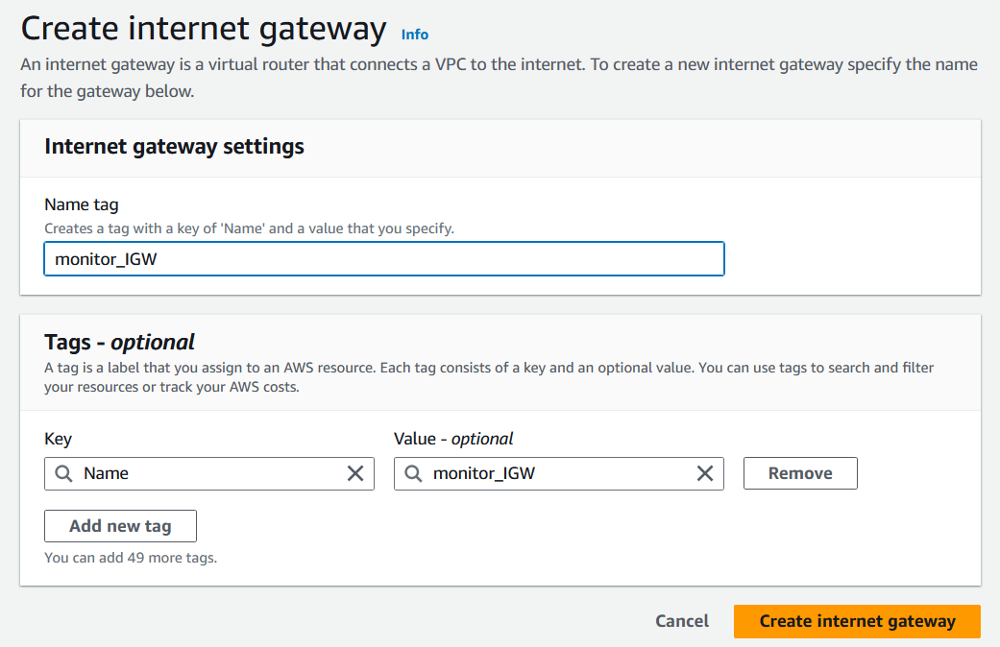 Create internet gateway Info
An internet gateway is a virtual router that connects a VPC to the internet. To create a new internet gateway specify the name
for the gateway below.
Internet gateway settings
Name tag
Creates a tag with a key of 'Name' and a value that you specify.
monitor_IGW
Tags - optional
A tag is a label that you assign to an AWS resource. Each tag consists of a key and an optional value. You can use tags to search and filter
your resources or track your AWS costs.
Key Value - optional
Name monitor_IGW Remove
Add new tag
You can add 49 more tags.
Cancel Create internet gateway